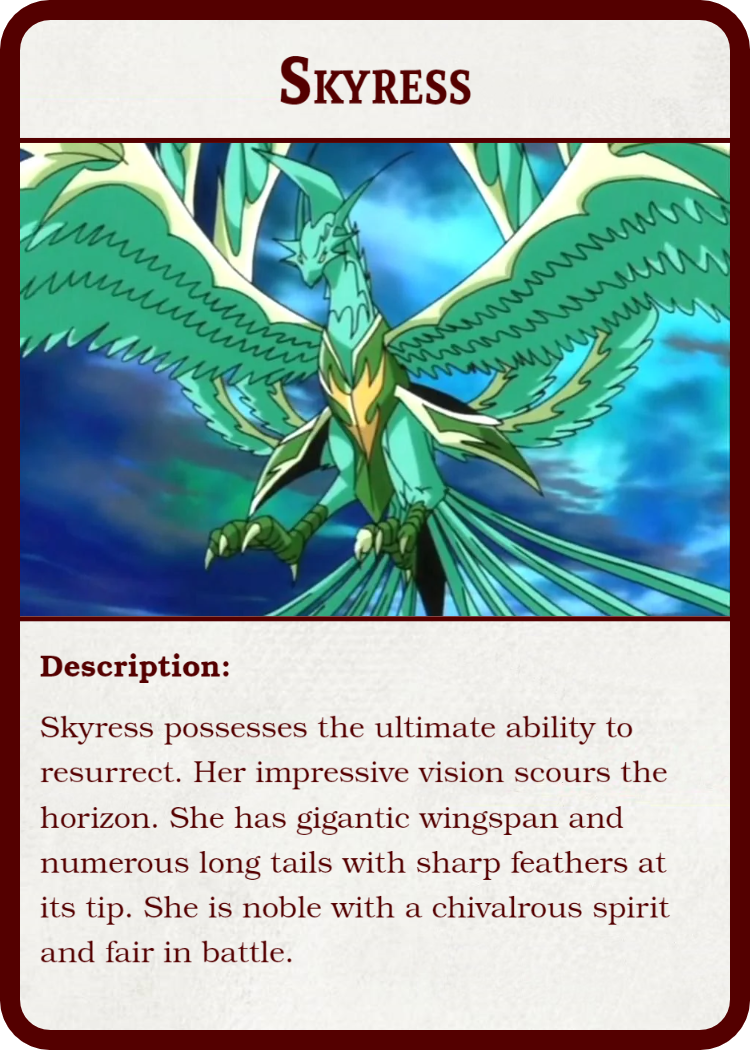 Skyress
Description:
Skyress possesses the ultimate ability to
resurrect. Her impressive vision scours the
horizon. She has gigantic wingspan and
numerous long tails with sharp feathers at
its tip. She is noble with a chivalrous spirit
and fair in battle.